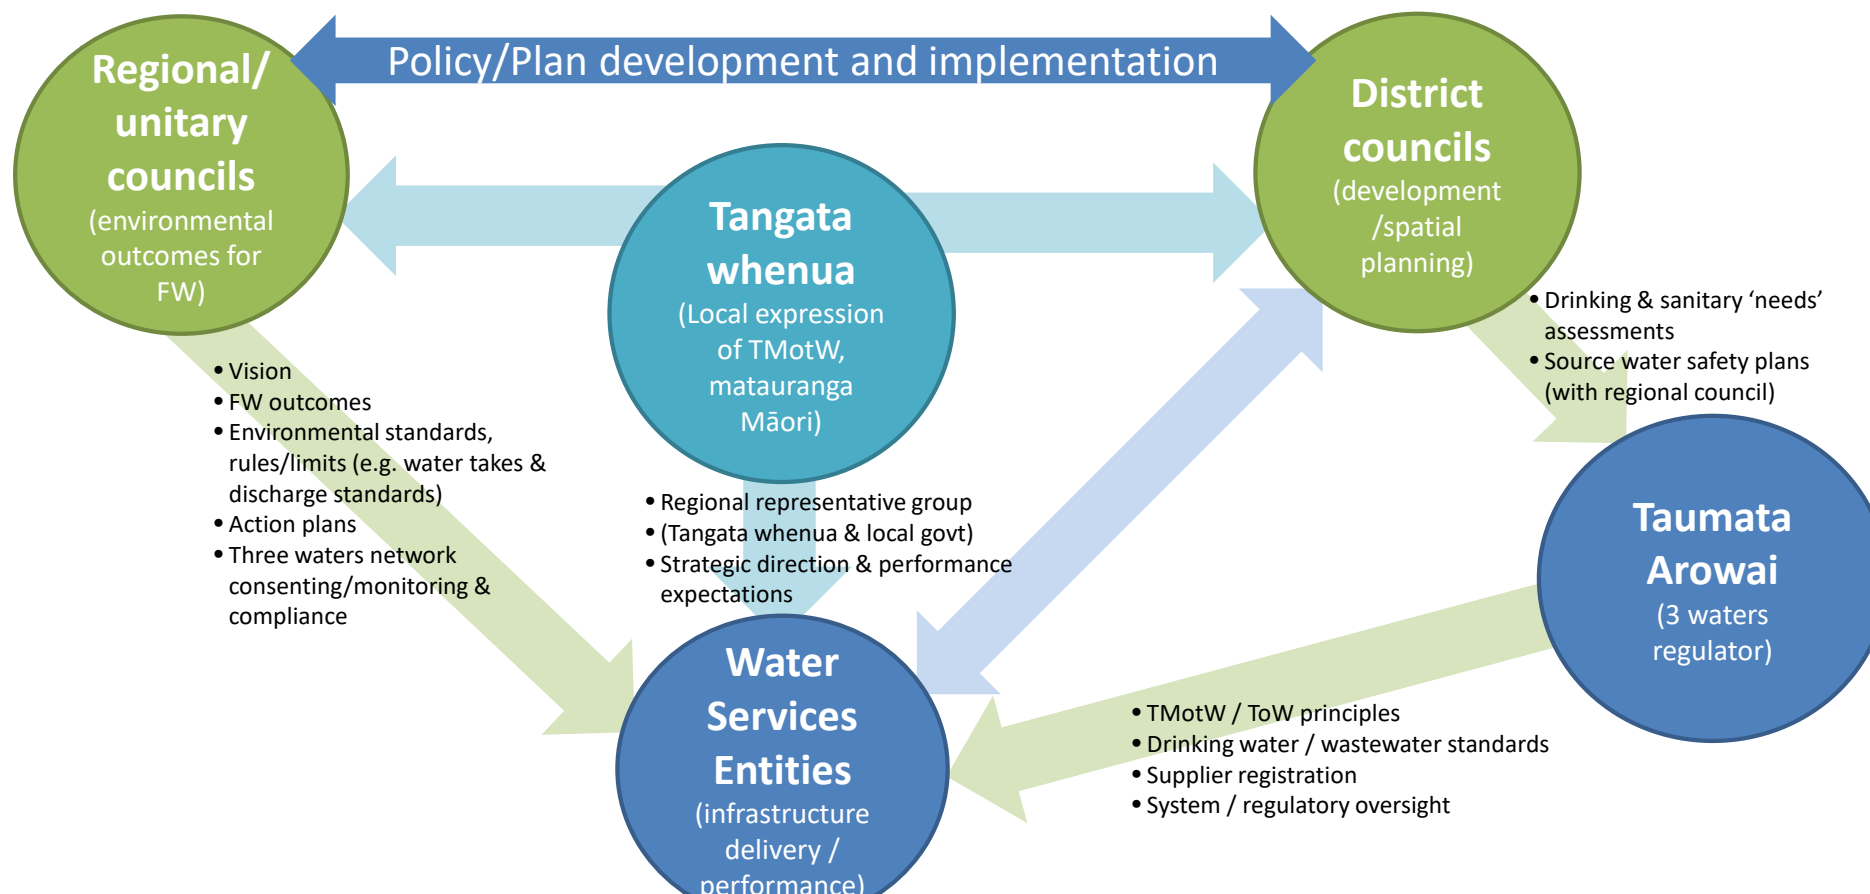 Policy/Plan development and implementation
Regional/
unitary
councils
(environmental
outcomes for
FW)
District
councils
(development
/spatial
planning)
Tangata
whenua
(Local expression
of TMotW,
matauranga
Māori)
• Drinking & sanitary ‘needs’
assessments
• Source water safety plans
(with regional council)
• Vision
• FW outcomes
• Environmental standards,
rules/limits (e.g. water takes &
discharge standards)
• Action plans
• Three waters network
consenting/monitoring &
compliance
• Regional representative group
• (Tangata whenua & local govt)
• Strategic direction & performance
expectations
Taumata
Arowai
(3 waters
regulator)
Water
Services
Entities
(infrastructure
delivery /
performance)
• TMotW / ToW principles
• Drinking water / wastewater standards
• Supplier registration
• System / regulatory oversight